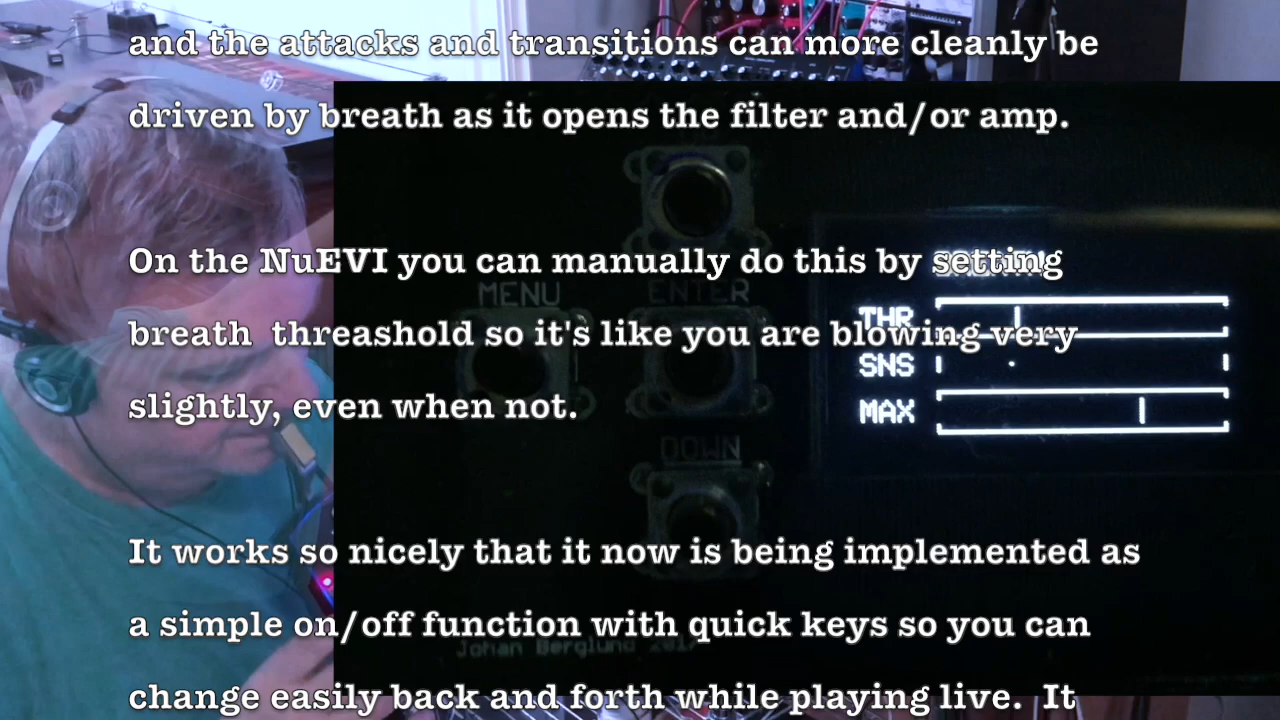 and the attacks and transitions can more cleanly be
driven by breath as it opens the filter and/or amp.
On the NuEVI you can manually do this by setting
breath threashold so it's like you are blowing very
slightly, even when not.
It works so nicely that it now is being implemented as
a simple on/off function with quick keys so you can
change easily back and forth while playing live. It
MENU
ENTER
DOWN
THR
SNS
MAX
Johan Berglund 2017